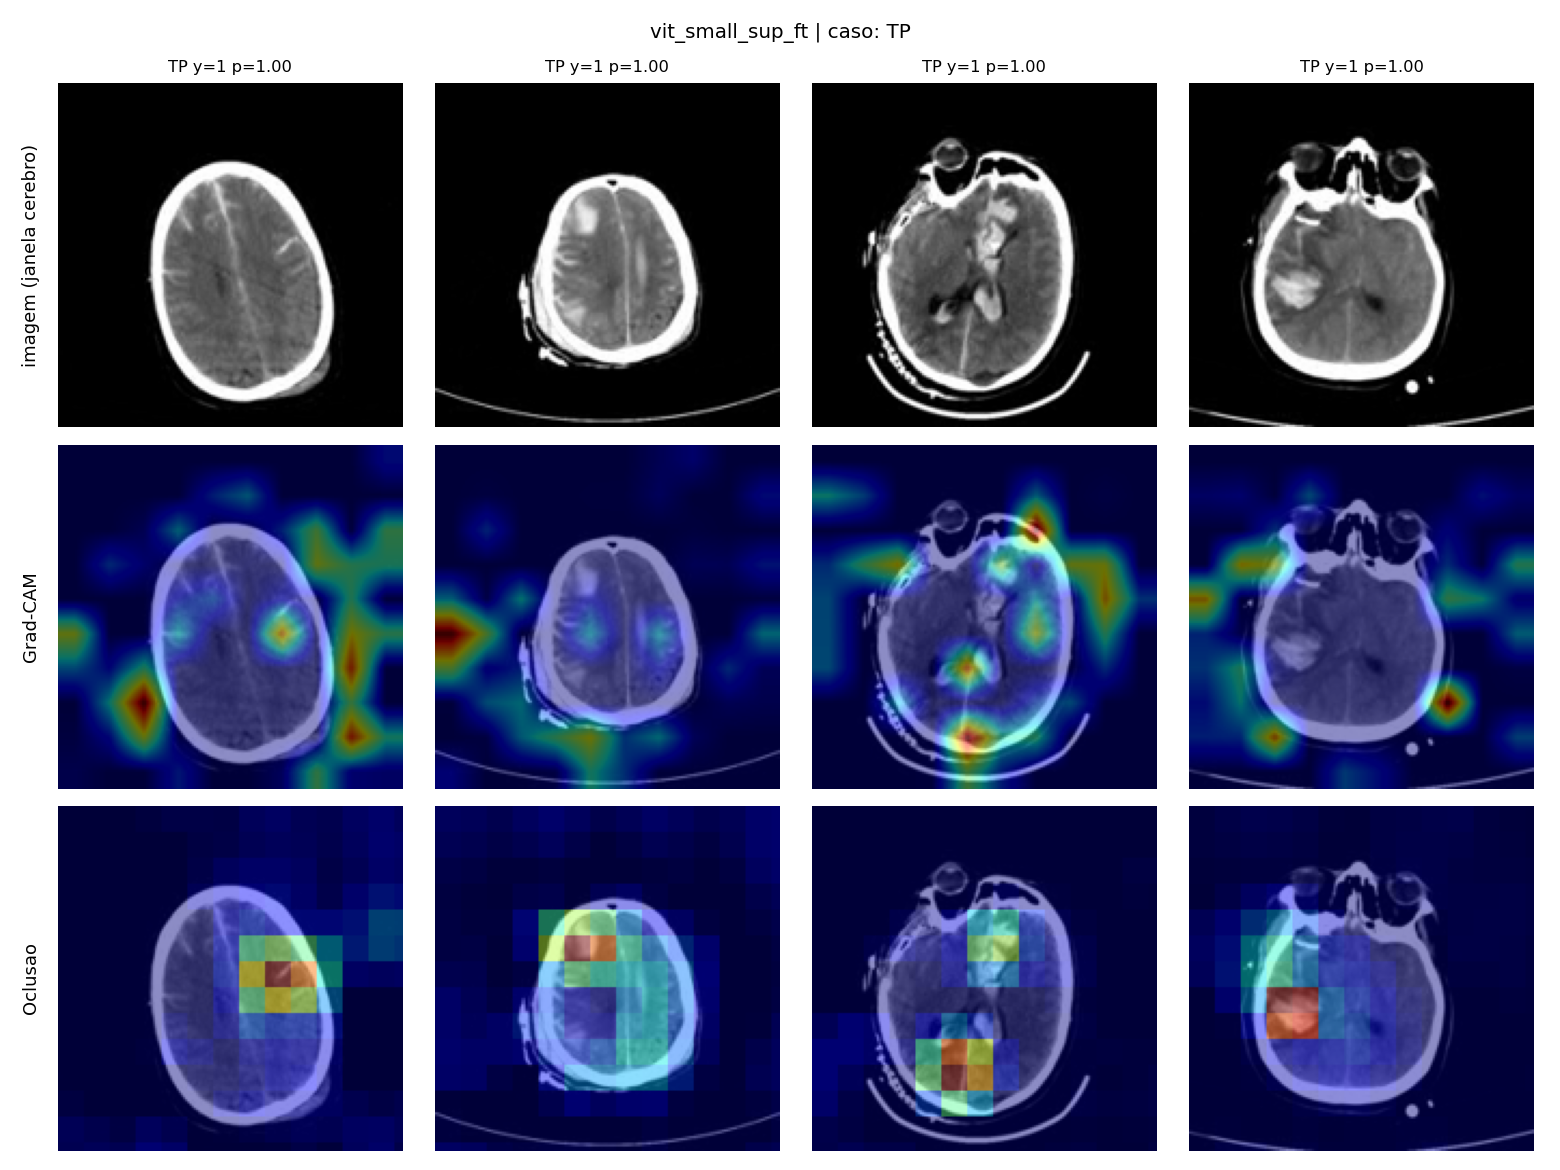 vit_small_sup_ft | caso: TP
TP y=1 p=1.00
TP y=1 p=1.00
TP y=1 p=1.00
TP y=1 p=1.00
imagem (janela cerebro)
Grad-CAM
Oclusao